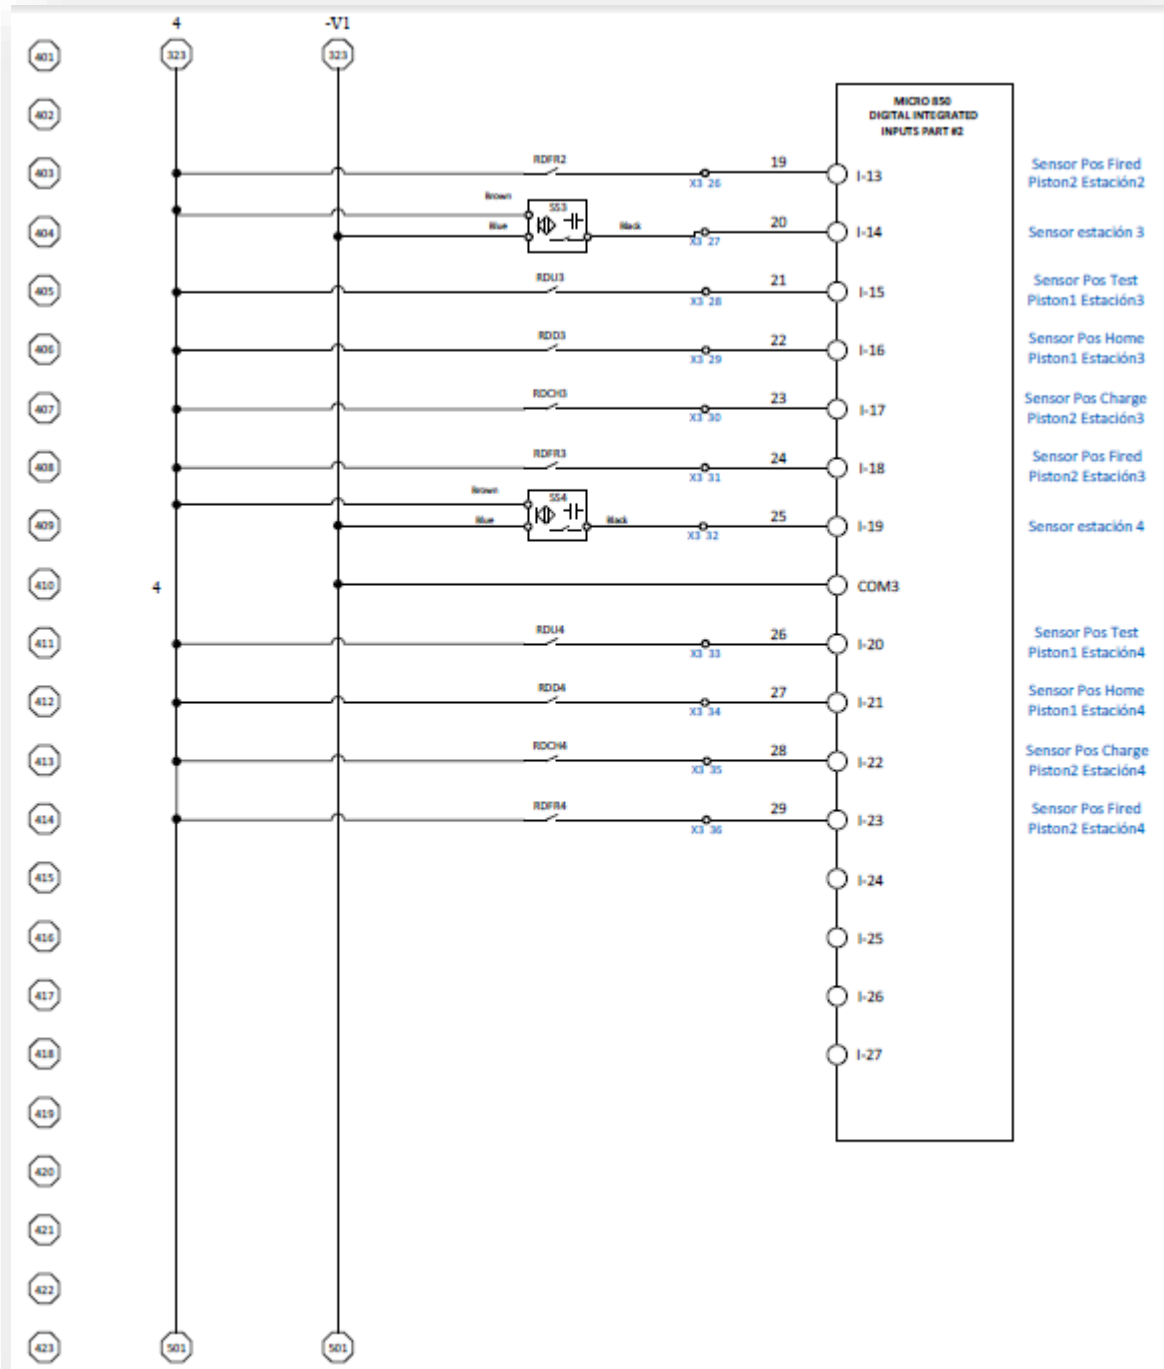 4 -V1
401 323 323
402
MICRO 850
DIGITAL INTEGRATED
INPUTS PART #2
403 RDFR2 X3 26 19 I-13
Sensor Pos Fired
Piston2 Estación2
Brown SS3
404 Blue Black X3 27 20 I-14 Sensor estación 3
405 RDU3 X3 28 21 I-15
Sensor Pos Test
Piston1 Estación3
406 RDD3 X3 29 22 I-16
Sensor Pos Home
Piston1 Estación3
407 RDCH3 X3 30 23 I-17
Sensor Pos Charge
Piston2 Estación3
408 RDFR3 X3 31 24 I-18
Sensor Pos Fired
Piston2 Estación3
Brown SS4
409 Blue Black X3 32 25 I-19 Sensor estación 4
410 4 COM3
411 RDU4 X3 33 26 I-20
Sensor Pos Test
Piston1 Estación4
412 RDD4 X3 34 27 I-21
Sensor Pos Home
Piston1 Estación4
413 RDCH4 X3 35 28 I-22
Sensor Pos Charge
Piston2 Estación4
414 RDFR4 X3 36 29 I-23
Sensor Pos Fired
Piston2 Estación4
415 I-24
416 I-25
417 I-26
418 I-27
419
420
421
422
423 501 501